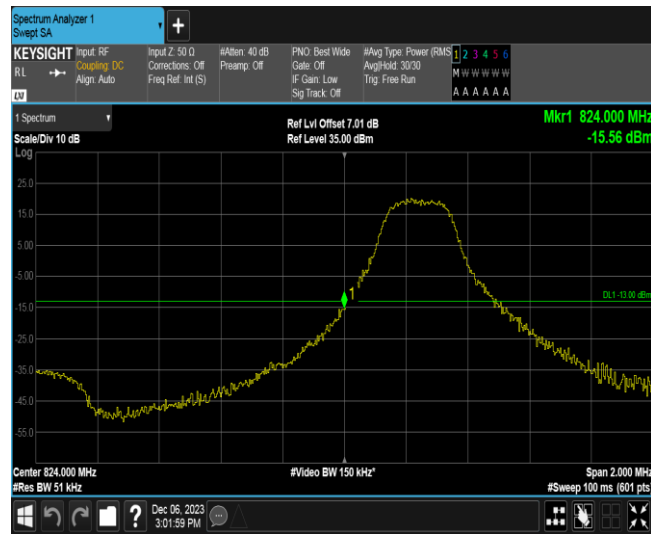 Spectrum Analyzer 1
Swept SA
+
KEYSIGHT
RL
LXI
Input: RF
Coupling: DC
Align: Auto
Input Z: 50 Ω
Corrections: Off
Freq Ref: Int (S)
#Atten: 40 dB
Preamp: Off
PNO: Best Wide
Gate: Off
IF Gain: Low
Sig Track: Off
#Avg Type: Power (RMS
Avg|Hold: 30/30
Trig: Free Run
1 2 3 4 5 6
M W W W W W
A A A A A A
1 Spectrum
Scale/Div 10 dB
Log
Ref Lvl Offset 7.01 dB
Ref Level 35.00 dBm
Mkr1 824.000 MHz
-15.56 dBm
25.0
15.0
5.00
-5.00
-15.0
-25.0
-35.0
-45.0
-55.0
1
DL1 -13.00 dBm
Center 824.000 MHz
#Res BW 51 kHz
#Video BW 150 kHz*
Span 2.000 MHz
#Sweep 100 ms (601 pts)
?
Dec 06, 2023
3:01:59 PM